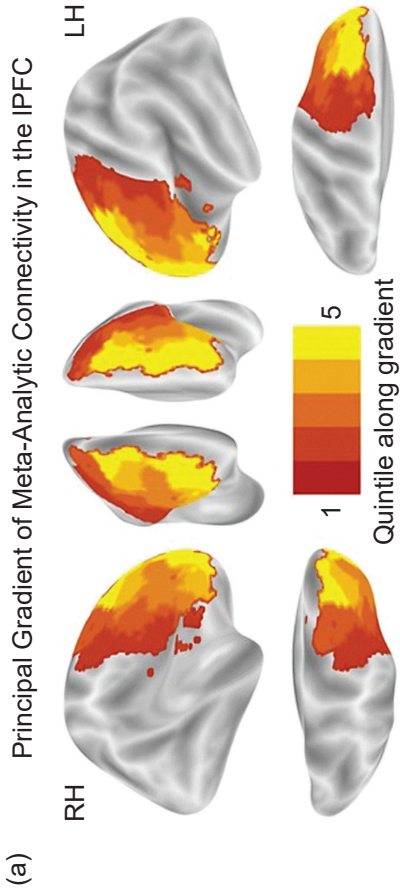 (a) Principal Gradient of Meta-Analytic Connectivity in the lPFC
RH
LH
1 5
Quintile along gradient